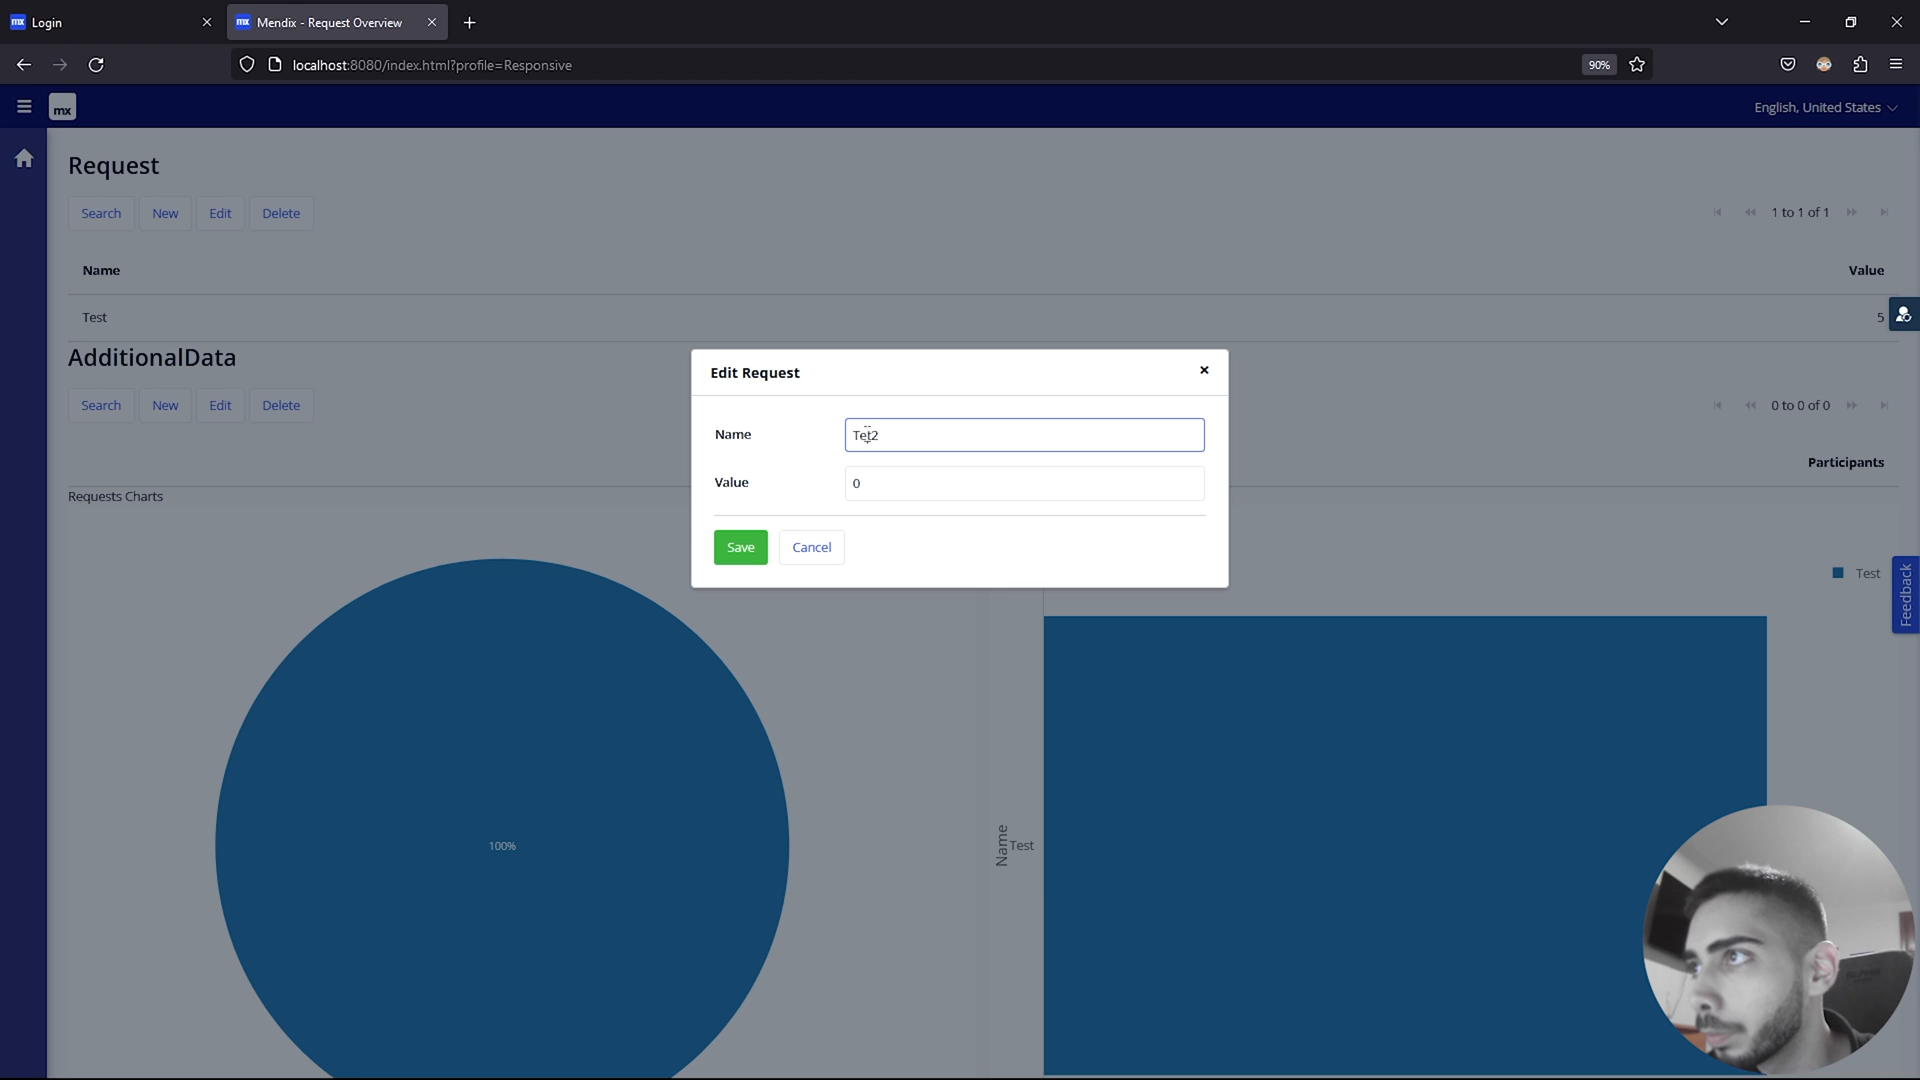 Login
Mendix - Request Overview
localhost:8080/index.html?profile=Responsive
90%
mx
English, United States
Request
Search
New
Edit
Delete
1 to 1 of 1
Name
Value
Test
5
AdditionalData
Search
New
Edit
Delete
0 to 0 of 0
Participants
Requests Charts
Edit Request
Name
Tet2
Value
0
Save
Cancel
100%
Name
Test
Test
Feedback